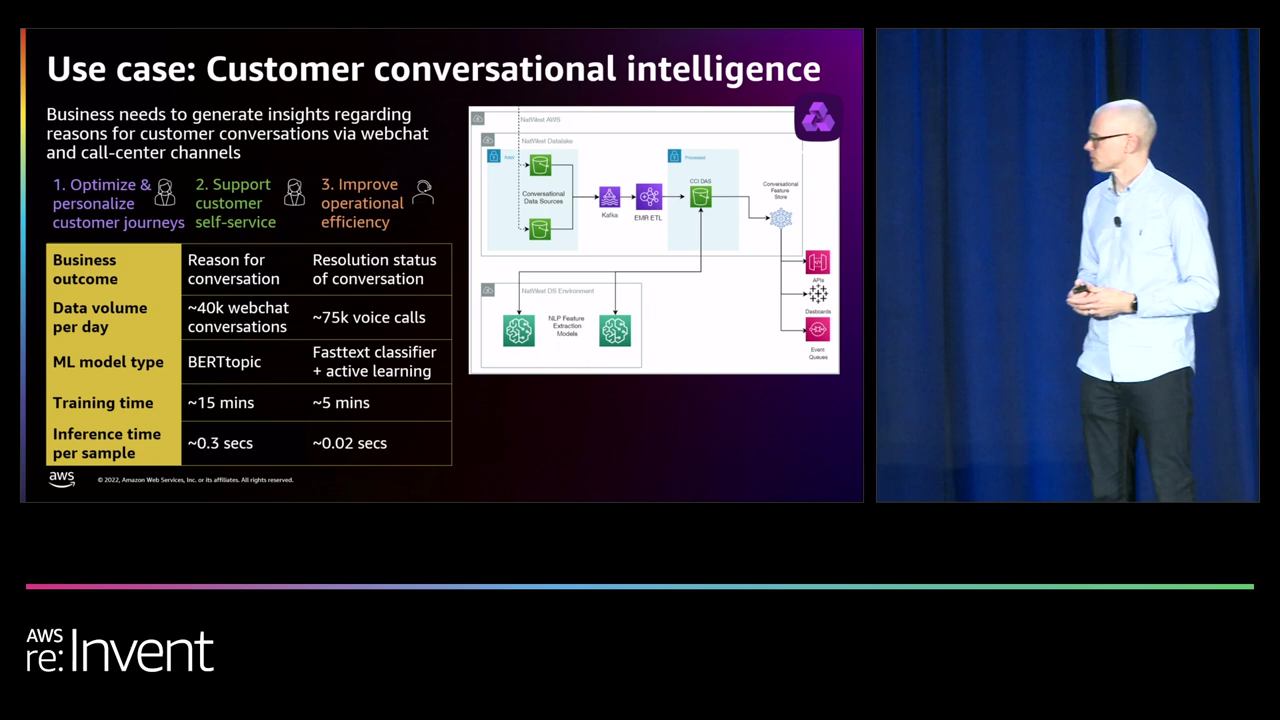 Use case: Customer conversational intelligence
Business needs to generate insights regarding
reasons for customer conversations via webchat
and call-center channels
1. Optimize &
personalize
customer journeys
2. Support
customer
self-service
3. Improve
operational
efficiency
Business
outcome
Reason for
conversation
Resolution status
of conversation
Data volume
per day
~40k webchat
conversations
~75k voice calls
ML model type
BERTtopic
Fasttext classifier
+ active learning
Training time
~15 mins
~5 mins
Inference time
per sample
~0.3 secs
~0.02 secs
NatWest AWS
NatWest Datalake
Processed
Conversational
Data Sources
Kafka
EMR ETL
CCI DAS
Conversational
Feature
Store
APIs
Dasboards
Event
Queues
NatWest DS Environment
NLP Feature
Extraction
Models
aws
© 2022, Amazon Web Services, Inc. or its affiliates. All rights reserved.
AWS
re:Invent